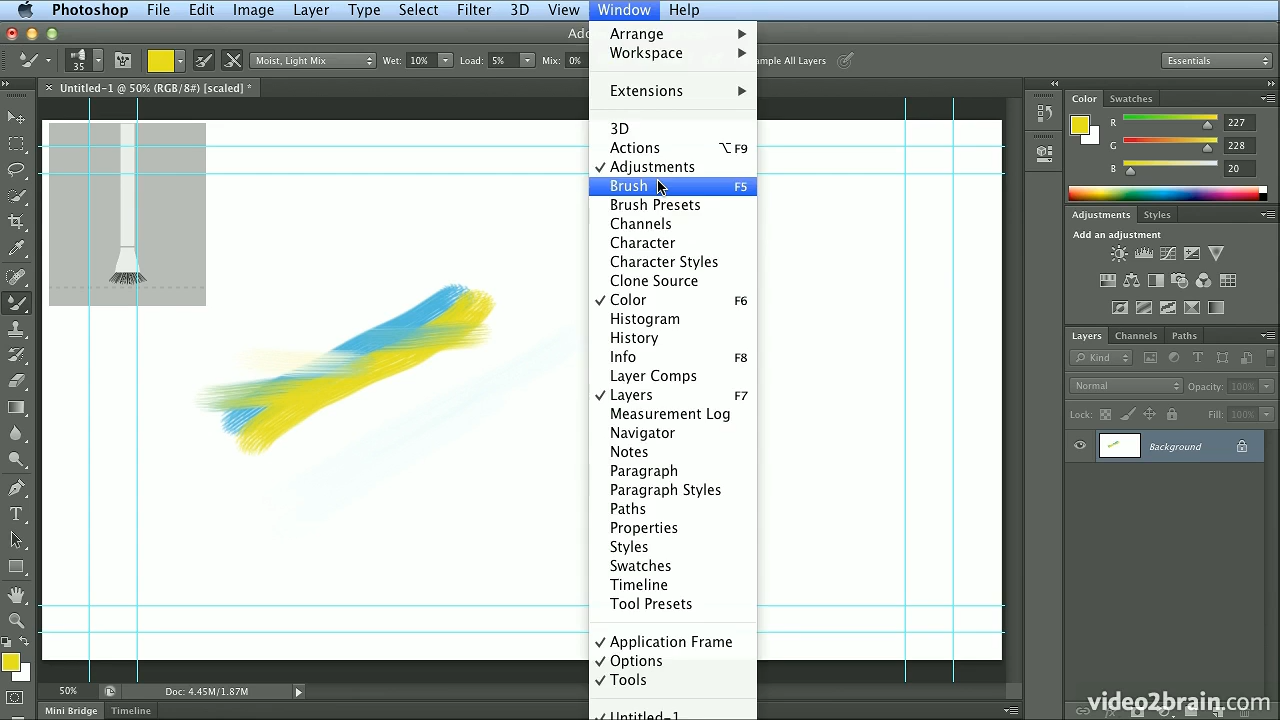 Photoshop File Edit Image Layer Type Select Filter 3D View Window Help
Ado
35 Moist, Light Mix Wet: 10% Load: 5% Mix: 0% ample All Layers Essentials
Untitled-1 @ 50% (RGB/8#) [scaled] *
Arrange
Workspace
Extensions
3D
Actions ⌥F9
Adjustments
Brush F5
Brush Presets
Channels
Character
Character Styles
Clone Source
Color F6
Histogram
History
Info F8
Layer Comps
Layers F7
Measurement Log
Navigator
Notes
Paragraph
Paragraph Styles
Paths
Properties
Styles
Swatches
Timeline
Tool Presets
Application Frame
Options
Tools
Untitled-1
Color Swatches
R 227
G 228
B 20
Adjustments Styles
Add an adjustment
Layers Channels Paths
Kind
Normal Opacity: 100%
Lock: Fill: 100%
Background
50% Doc: 4.45M/1.87M
Mini Bridge Timeline
video2brain.com